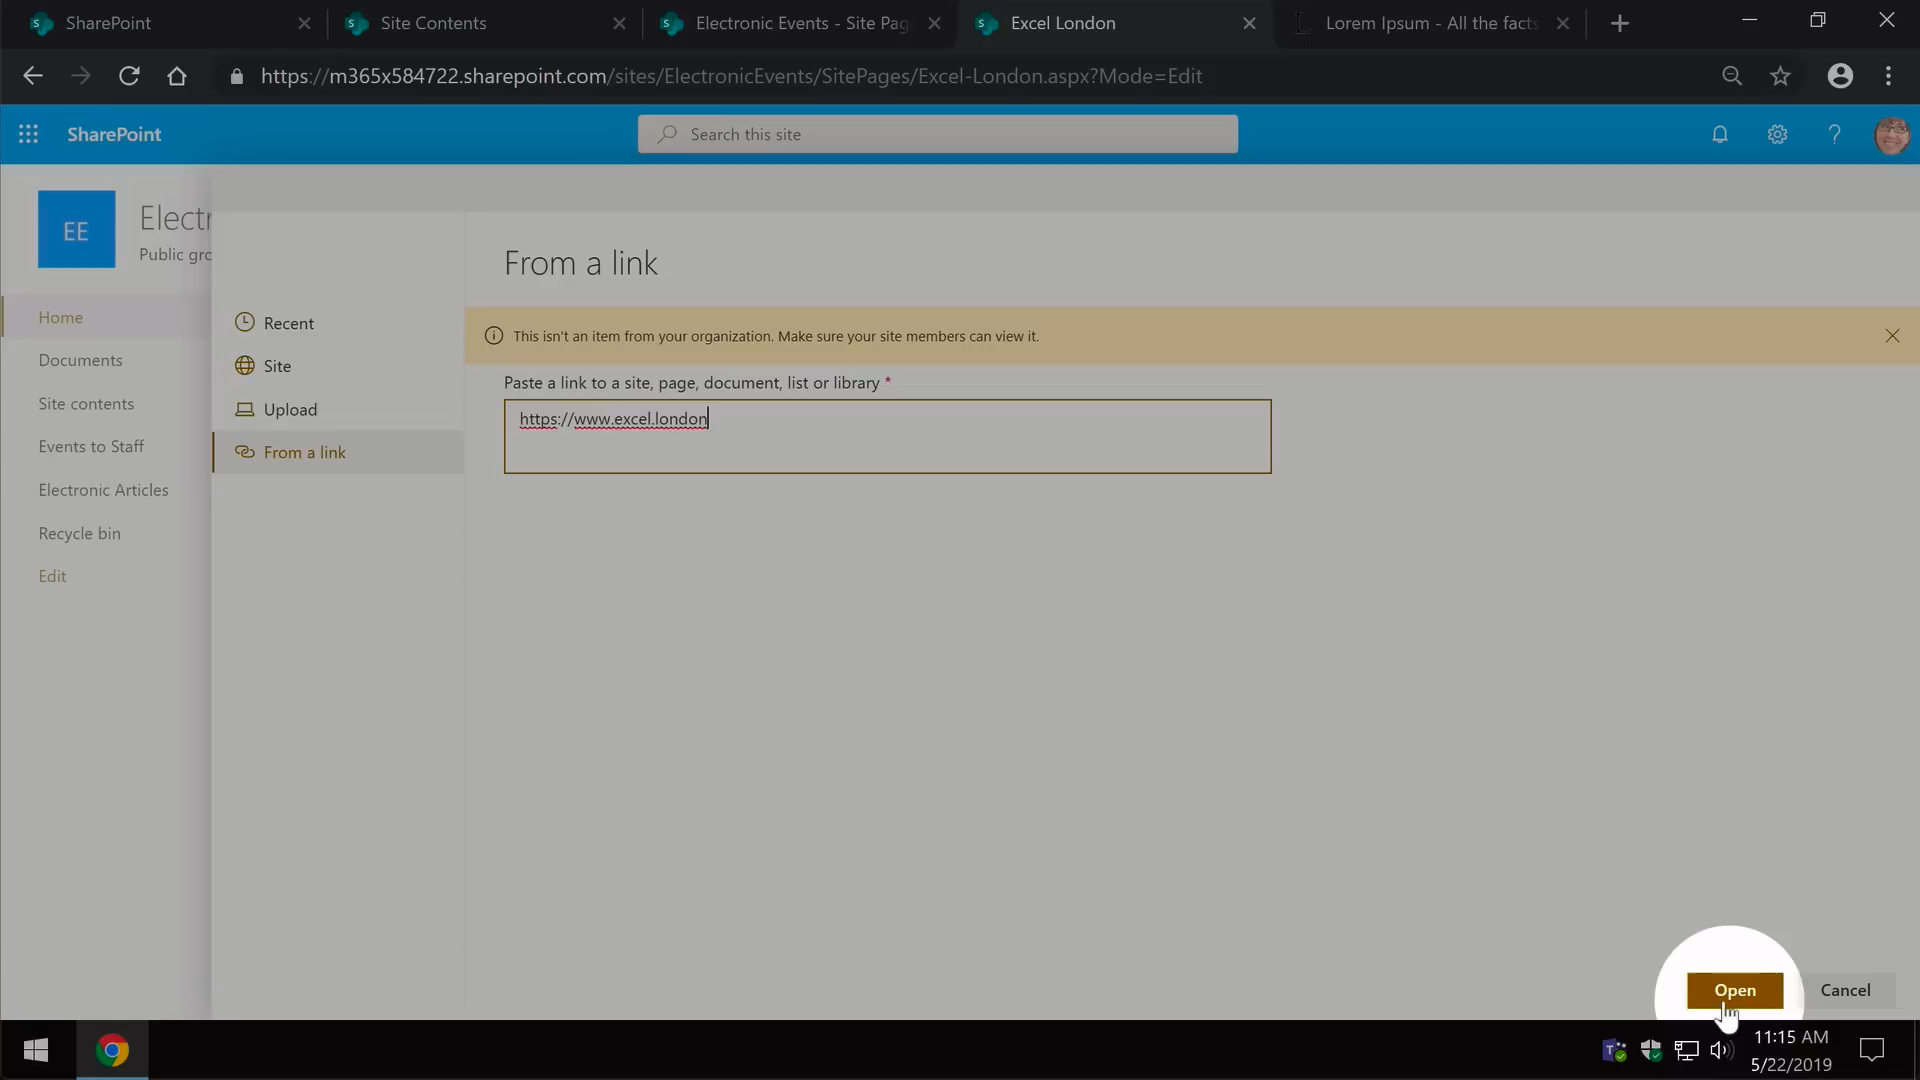 SharePoint
Site Contents
Electronic Events - Site Pag
Excel London
Lorem Ipsum - All the facts
https://m365x584722.sharepoint.com/sites/ElectronicEvents/SitePages/Excel-London.aspx?Mode=Edit
SharePoint
Search this site
EE
Electr
Public gro
Home
Documents
Site contents
Events to Staff
Electronic Articles
Recycle bin
Edit
Recent
Site
Upload
From a link
From a link
This isn't an item from your organization. Make sure your site members can view it.
Paste a link to a site, page, document, list or library *
https://www.excel.london
Open
Cancel
11:15 AM
5/22/2019